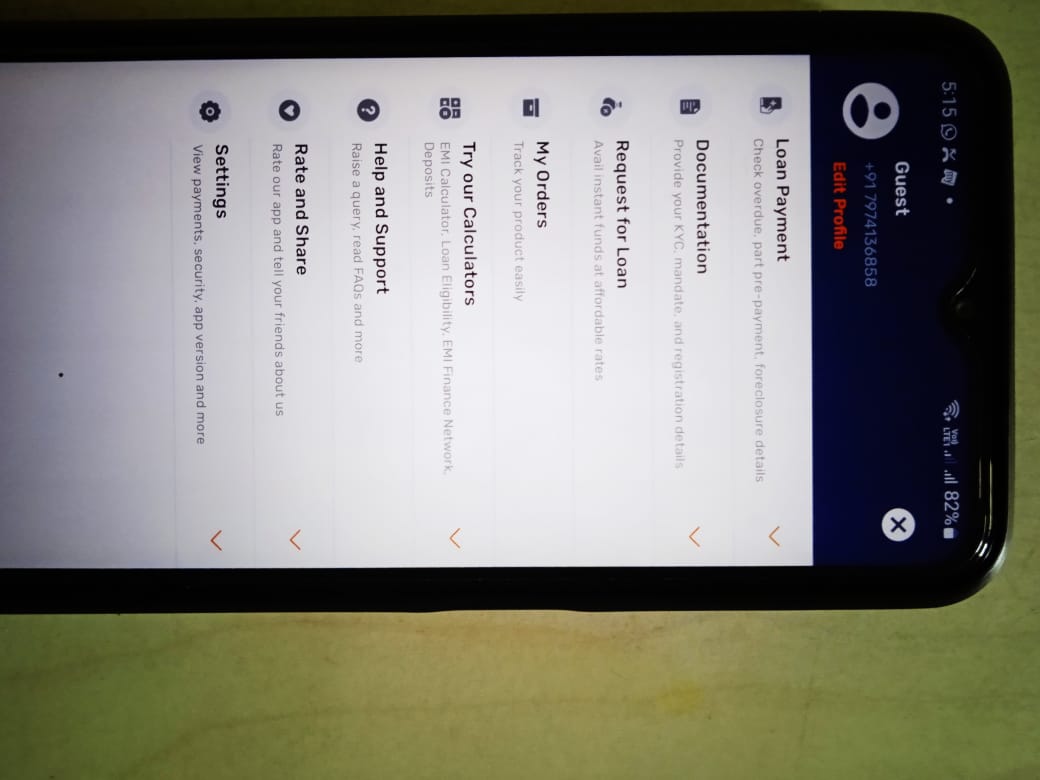 5:15
LTE1 82%
Guest
+91 7974136858
Edit Profile
Loan Payment
Check overdue, part pre-payment, foreclosure details
Documentation
Provide your KYC, mandate, and registration details
Request for Loan
Avail instant funds at affordable rates
My Orders
Track your product easily
Try our Calculators
EMI Calculator, Loan Eligibility, EMI Finance Network,
Deposits
Help and Support
Raise a query, read FAQs and more
Rate and Share
Rate our app and tell your friends about us
Settings
View payments, security, app version and more